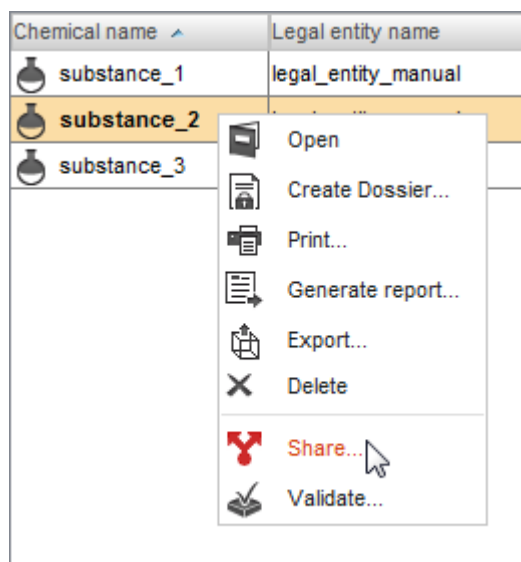 Chemical name Legal entity name
substance_1 legal_entity_manual
substance_2
substance_3
Open
Create Dossier...
Print...
Generate report...
Export...
Delete
Share...
Validate...